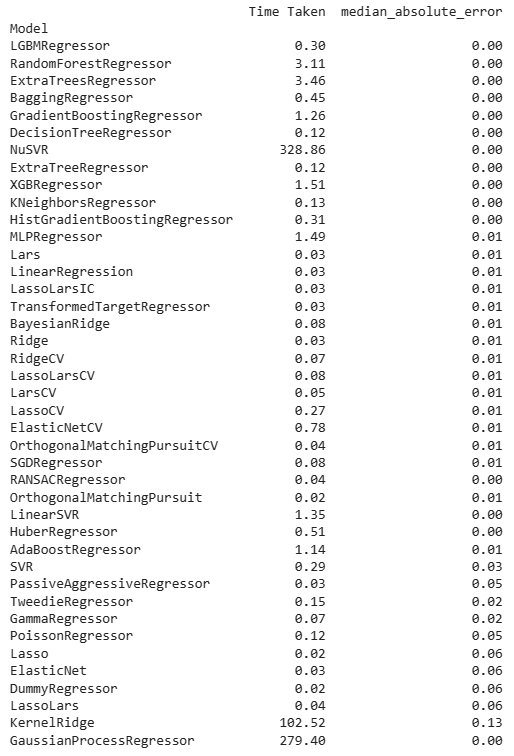 Time Taken median_absolute_error
Model
LGBMRegressor 0.30 0.00
RandomForestRegressor 3.11 0.00
ExtraTreesRegressor 3.46 0.00
BaggingRegressor 0.45 0.00
GradientBoostingRegressor 1.26 0.00
DecisionTreeRegressor 0.12 0.00
NuSVR 328.86 0.00
ExtraTreeRegressor 0.12 0.00
XGBRegressor 1.51 0.00
KNeighborsRegressor 0.13 0.00
HistGradientBoostingRegressor 0.31 0.00
MLPRegressor 1.49 0.01
Lars 0.03 0.01
LinearRegression 0.03 0.01
LassoLarsIC 0.03 0.01
TransformedTargetRegressor 0.03 0.01
BayesianRidge 0.08 0.01
Ridge 0.03 0.01
RidgeCV 0.07 0.01
LassoLarsCV 0.08 0.01
LarsCV 0.05 0.01
LassoCV 0.27 0.01
ElasticNetCV 0.78 0.01
OrthogonalMatchingPursuitCV 0.04 0.01
SGDRegressor 0.08 0.01
RANSACRegressor 0.04 0.00
OrthogonalMatchingPursuit 0.02 0.01
LinearSVR 1.35 0.00
HuberRegressor 0.51 0.00
AdaBoostRegressor 1.14 0.01
SVR 0.29 0.03
PassiveAggressiveRegressor 0.03 0.05
TweedieRegressor 0.15 0.02
GammaRegressor 0.07 0.02
PoissonRegressor 0.12 0.05
Lasso 0.02 0.06
ElasticNet 0.03 0.06
DummyRegressor 0.02 0.06
LassoLars 0.04 0.06
KernelRidge 102.52 0.13
GaussianProcessRegressor 279.40 0.00